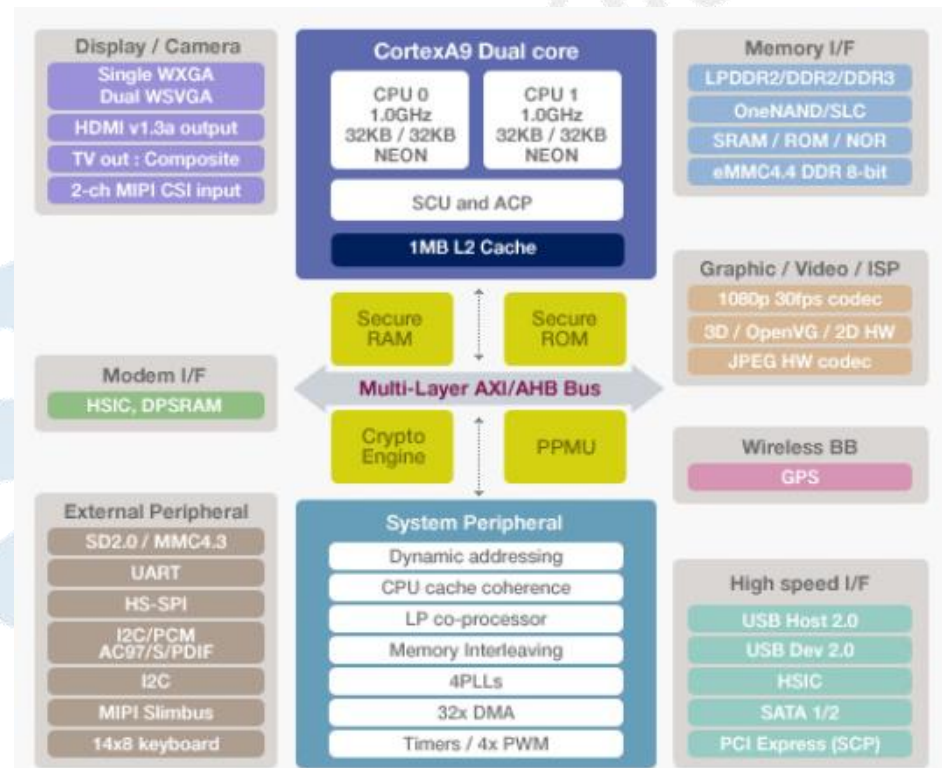 Display / Camera
Single WXGA
Dual WSVGA
HDMI v1.3a output
TV out : Composite
2-ch MIPI CSI input
CortexA9 Dual core
CPU 0
1.0GHz
32KB / 32KB
NEON
CPU 1
1.0GHz
32KB / 32KB
NEON
SCU and ACP
1MB L2 Cache
Memory I/F
LPDDR2/DDR2/DDR3
OneNAND/SLC
SRAM / ROM / NOR
eMMC4.4 DDR 8-bit
Graphic / Video / ISP
1080p 30fps codec
3D / OpenVG / 2D HW
JPEG HW codec
Secure
RAM
Secure
ROM
Modem I/F
HSIC, DPSRAM
Multi-Layer AXI/AHB Bus
Crypto
Engine
PPMU
Wireless BB
GPS
External Peripheral
SD2.0 / MMC4.3
UART
HS-SPI
I2C/PCM
AC97/S/PDIF
I2C
MIPI Slimbus
14x8 keyboard
System Peripheral
Dynamic addressing
CPU cache coherence
LP co-processor
Memory Interleaving
4PLLs
32x DMA
Timers / 4x PWM
High speed I/F
USB Host 2.0
USB Dev 2.0
HSIC
SATA 1/2
PCI Express (SCP)